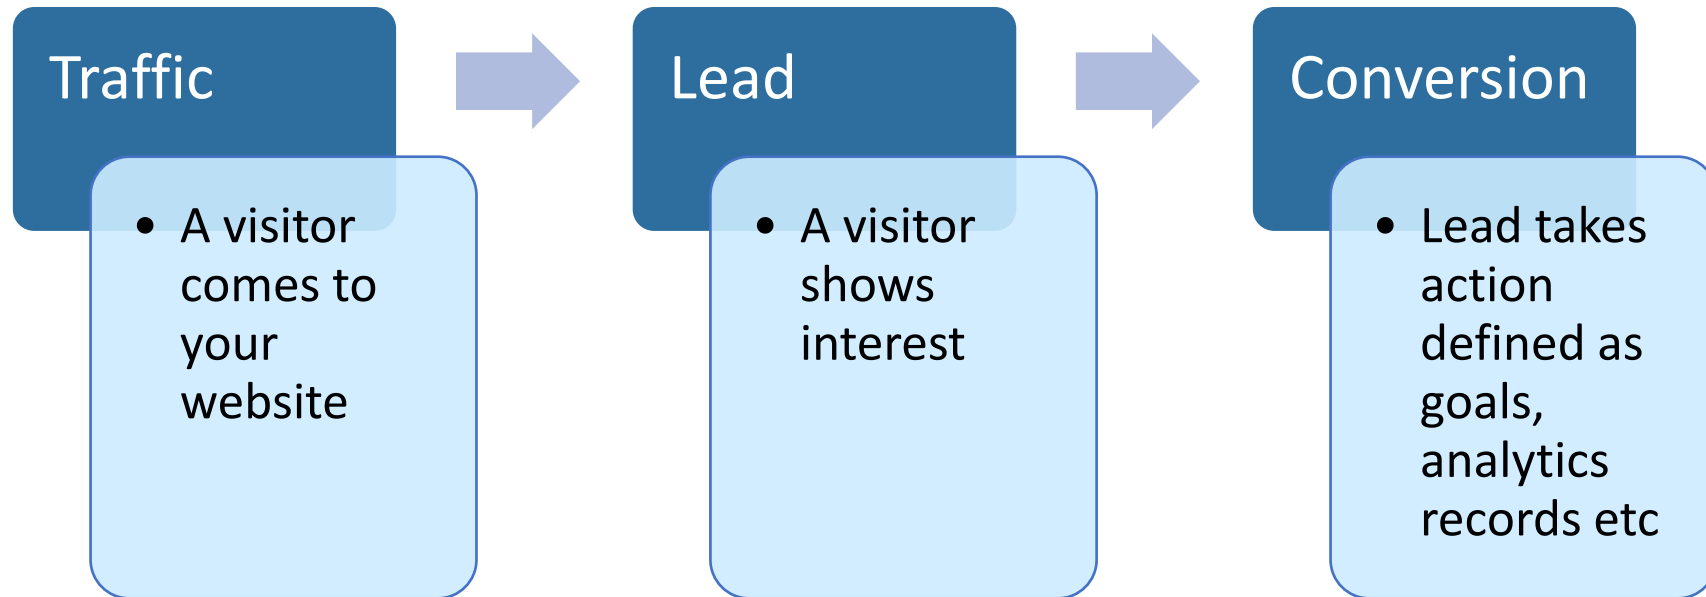 Traffic
• A visitor
comes to
your
website
Lead
• A visitor
shows
interest
Conversion
• Lead takes
action
defined as
goals,
analytics
records etc